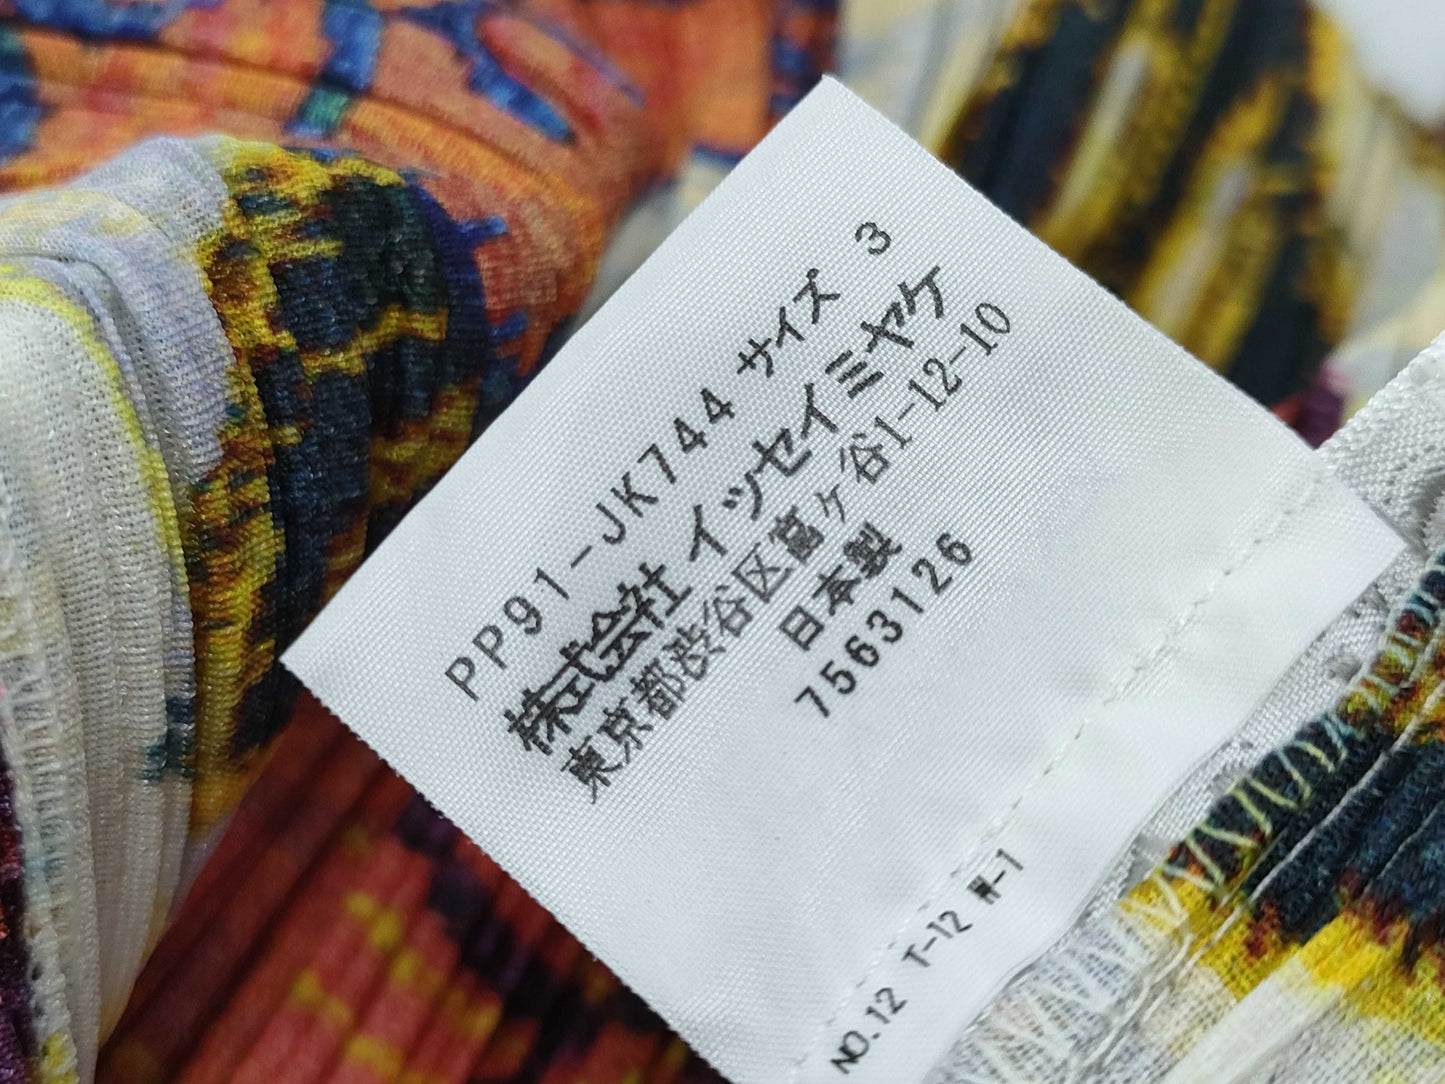 PP91-JK744 サイズ 3
株式会社 イッセイミヤケ
東京都渋谷区富ヶ谷1-12-10
日本製
7563126
NO.12 T-12 W-1